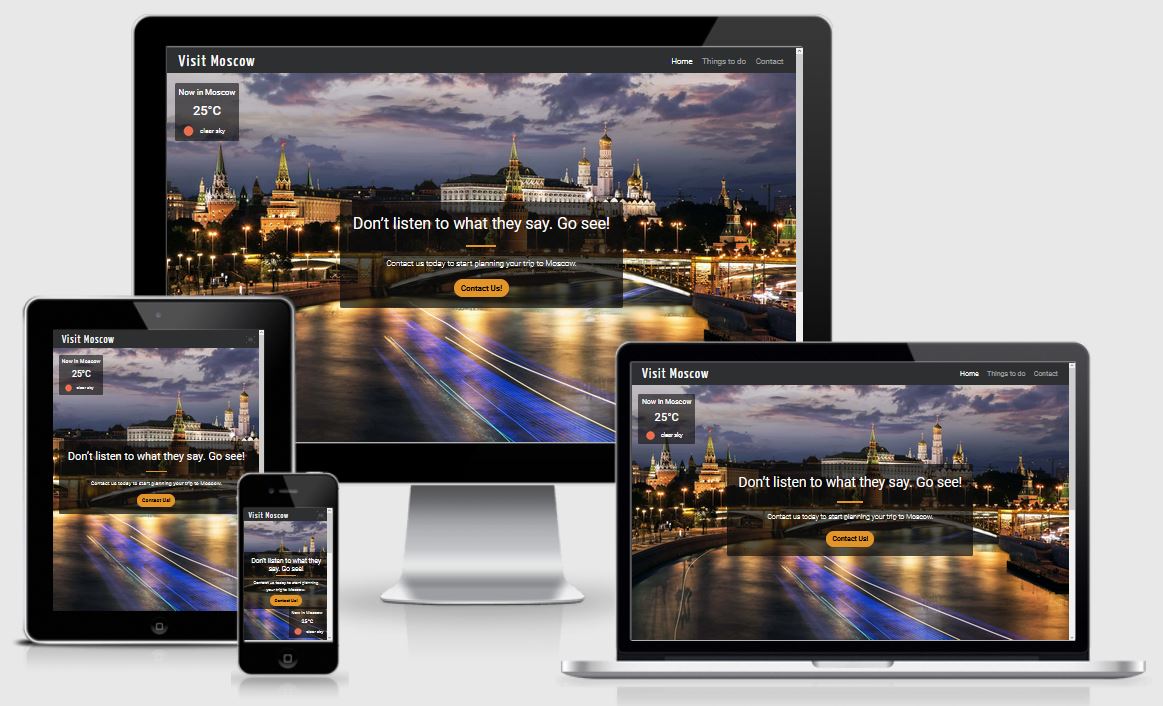 Visit Moscow
Home Things to do Contact
Now in Moscow
25°C
clear sky
Don't listen to what they say. Go see!
Contact us today to start planning your trip to Moscow.
Contact Us!
Visit Moscow
Now in Moscow
25°C
clear sky
Don't listen to what they say. Go see!
Contact us today to start planning your trip to Moscow.
Contact Us!
Visit Moscow
Don't listen to what they
say. Go see!
Contact us today to start planning
your trip to Moscow.
Contact Us!
Now in Moscow
25°C
clear sky
Visit Moscow
Home Things to do Contact
Now in Moscow
25°C
clear sky
Don't listen to what they say. Go see!
Contact us today to start planning your trip to Moscow.
Contact Us!